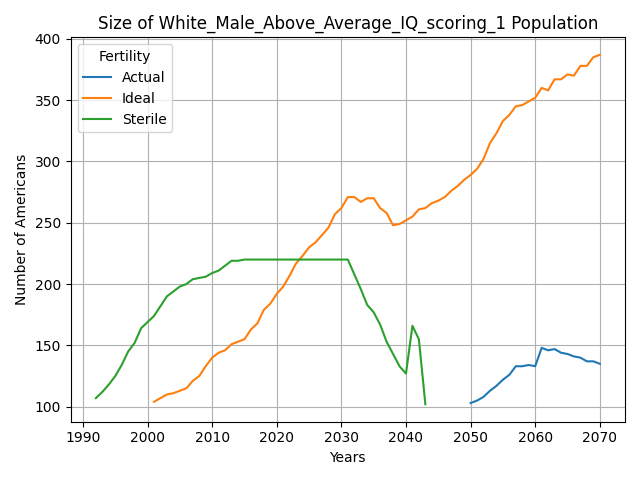 Size of White_Male_Above_Average_IQ_scoring_1 Population
Fertility
Actual
Ideal
Sterile
Number of Americans
400
350
300
250
200
150
100
1990 2000 2010 2020 2030 2040 2050 2060 2070
Years